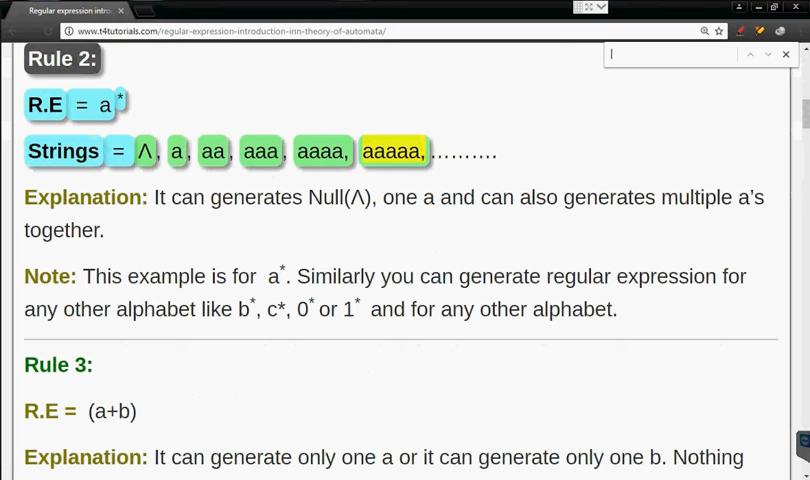 Regular expression intro
www.t4tutorials.com/regular-expression-introduction-inn-theory-of-automata/
Rule 2:
R.E = a*
Strings = Λ, a, aa, aaa, aaaa, aaaaa,……….
Explanation: It can generates Null(Λ), one a and can also generates multiple a’s
together.
Note: This example is for a*. Similarly you can generate regular expression for
any other alphabet like b*, c*, 0* or 1* and for any other alphabet.
Rule 3:
R.E = (a+b)
Explanation: It can generate only one a or it can generate only one b. Nothing